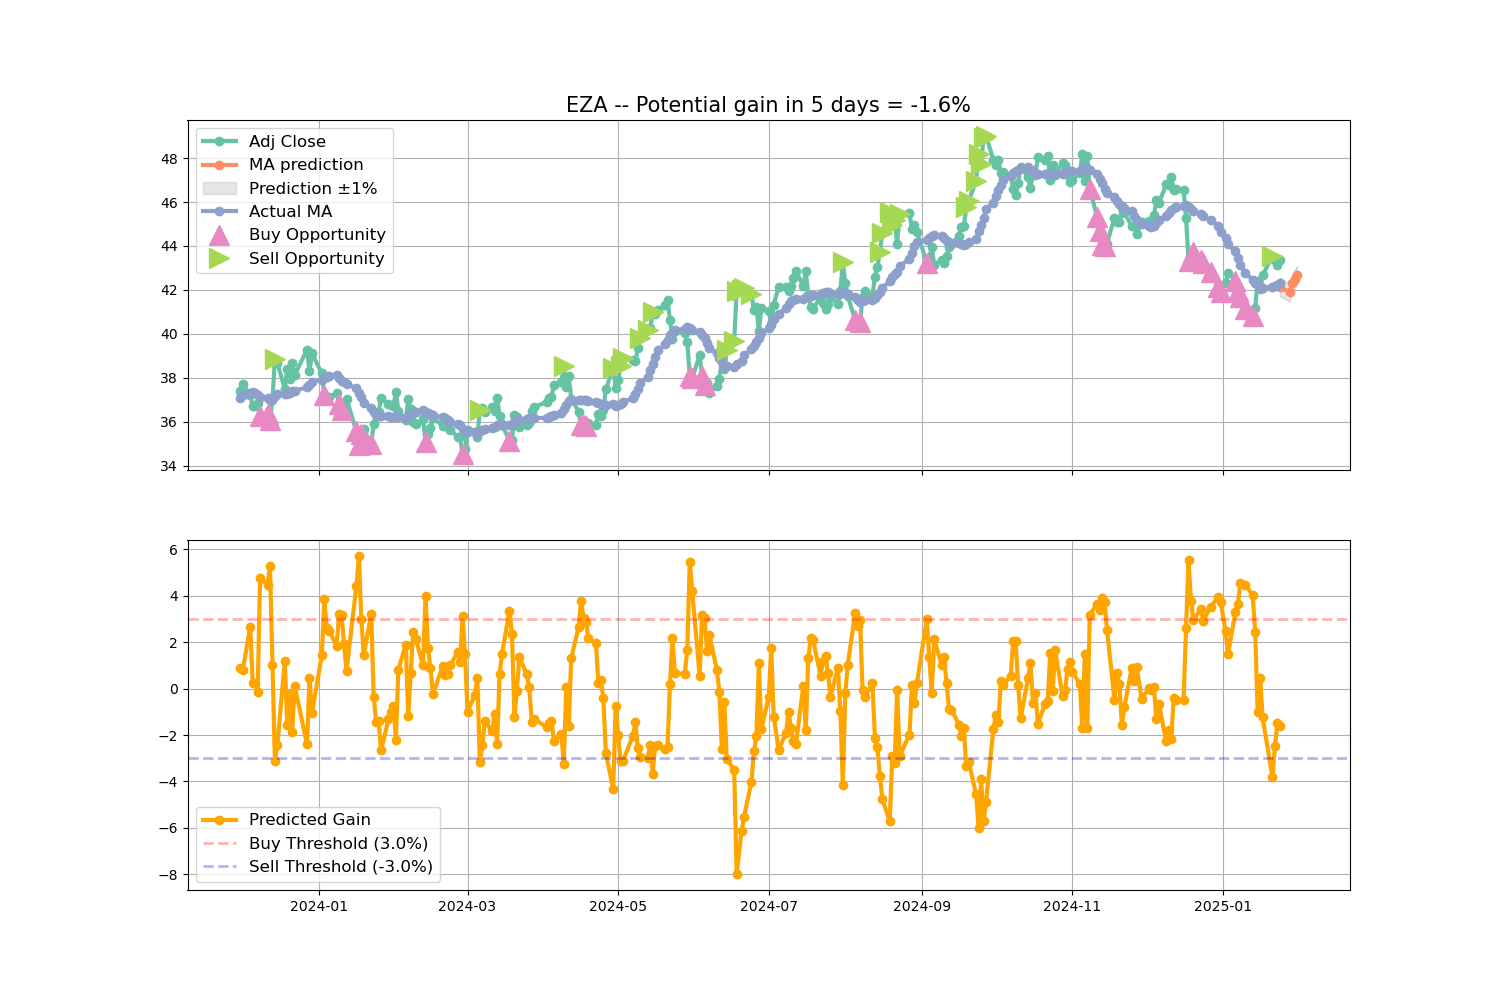 EZA -- Potential gain in 5 days = -1.6%
Adj Close
MA prediction
Prediction ±1%
Actual MA
Buy Opportunity
Sell Opportunity
48
46
44
42
40
38
36
34
6
4
2
0
−2
−4
−6
−8
Predicted Gain
Buy Threshold (3.0%)
Sell Threshold (-3.0%)
2024-01 2024-03 2024-05 2024-07 2024-09 2024-11 2025-01